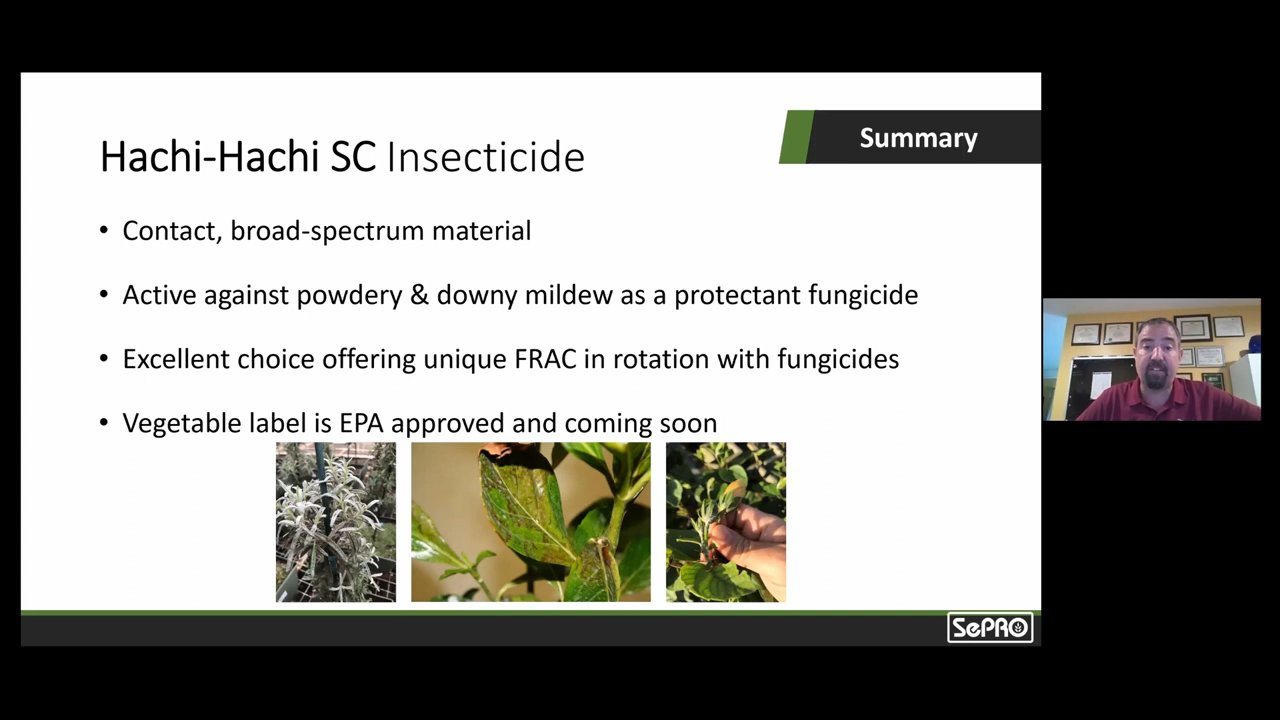 Summary
Hachi-Hachi SC Insecticide
• Contact, broad-spectrum material
• Active against powdery & downy mildew as a protectant fungicide
• Excellent choice offering unique FRAC in rotation with fungicides
• Vegetable label is EPA approved and coming soon
SePRO